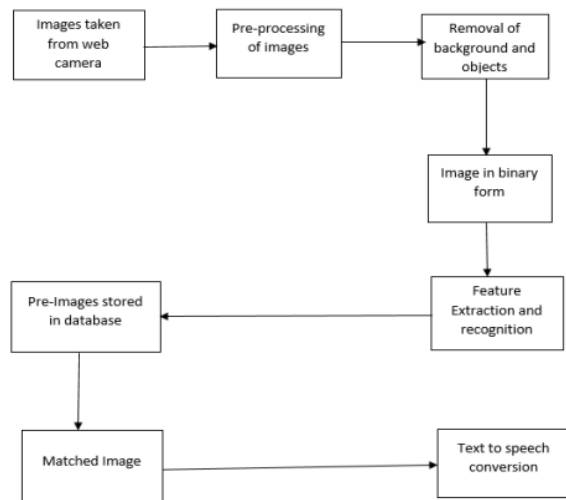 Images taken
from web
camera
Pre-processing
of images
Removal of
background and
objects
Image in binary
form
Feature
Extraction and
recognition
Pre-Images stored
in database
Matched Image
Text to speech
conversion